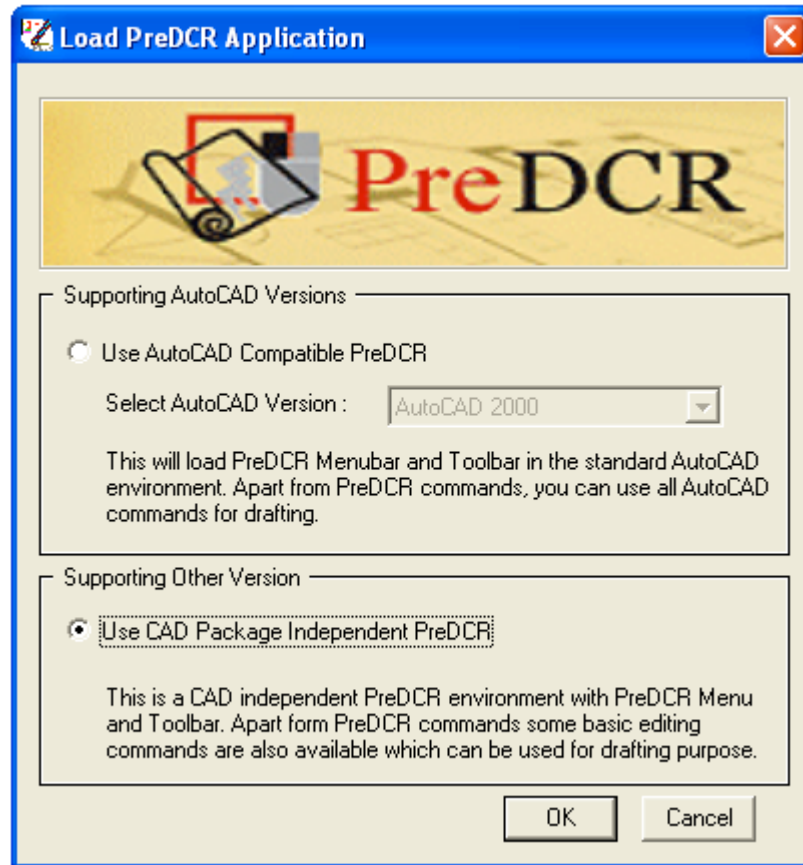 Load PreDCR Application
PreDCR
Supporting AutoCAD Versions
Use AutoCAD Compatible PreDCR
Select AutoCAD Version :
AutoCAD 2000
This will load PreDCR Menubar and Toolbar in the standard AutoCAD
environment. Apart from PreDCR commands, you can use all AutoCAD
commands for drafting.
Supporting Other Version
Use CAD Package Independent PreDCR
This is a CAD independent PreDCR environment with PreDCR Menu
and Toolbar. Apart form PreDCR commands some basic editing
commands are also available which can be used for drafting purpose.
OK
Cancel